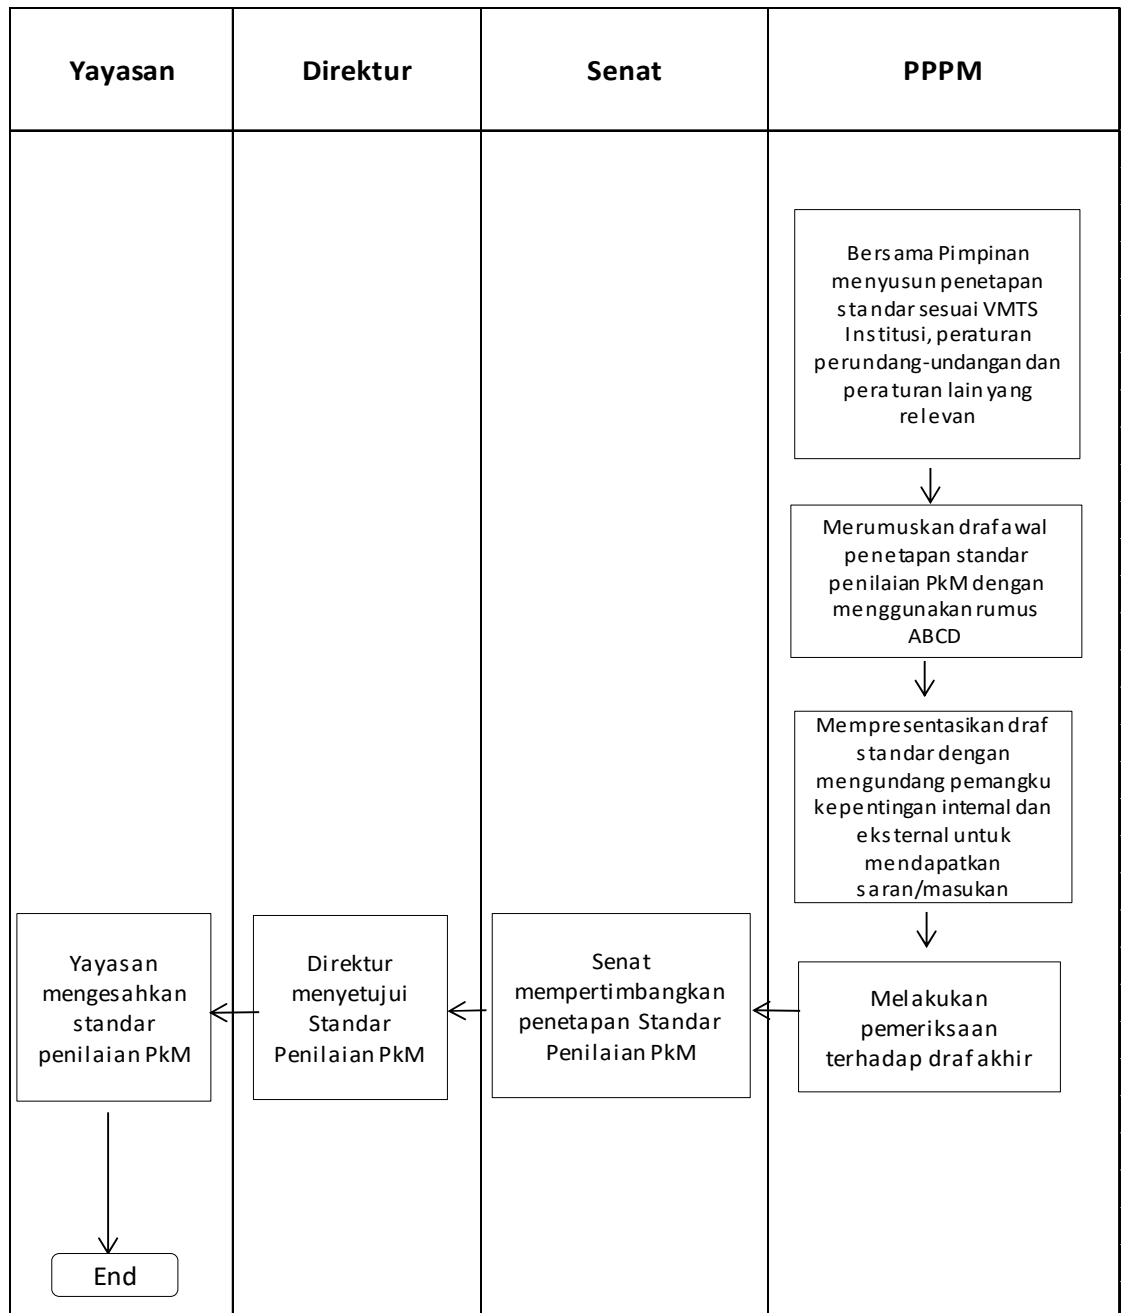 Yayasan
Direktur
Senat
PPPM
Bersama Pimpinan
menyusun penetapan
standar sesuai VMTS
Institusi, peraturan
perundang-undangan dan
peraturan lain yang
relevan
Merumuskan draf awal
penetapan standar
penilaian PkM dengan
menggunakan rumus
ABCD
Mempresentasikan draf
standar dengan
mengundang pemangku
kepentingan internal dan
eksternal untuk
mendapatkan
saran/masukan
Melakukan
pemeriksaan
terhadap draf akhir
Senat
mempertimbangkan
penetapan Standar
Penilaian PkM
Direktur
menyetujui
Standar
Penilaian PkM
Yayasan
mengesahkan
standar
penilaian PkM
End